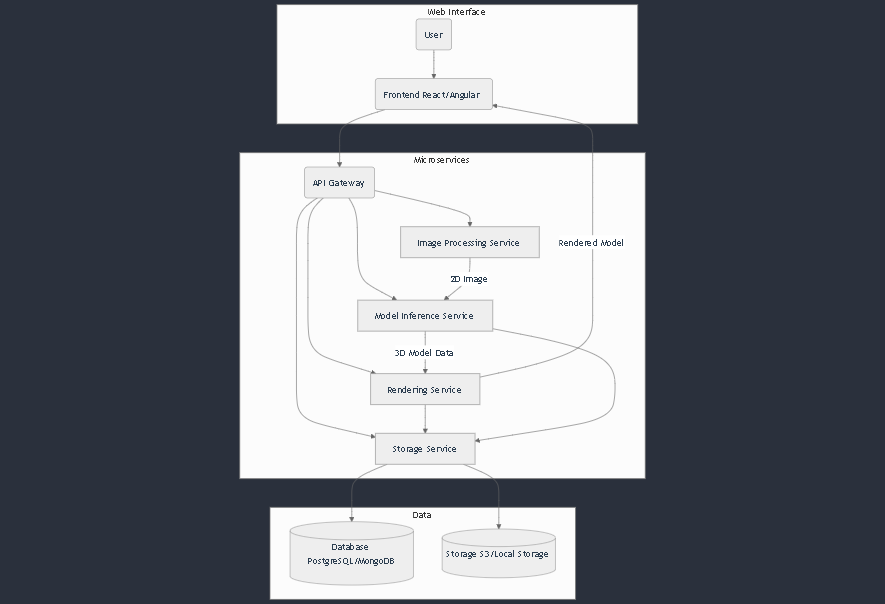 Web Interface
User
Frontend React/Angular
Microservices
API Gateway
Image Processing Service
Rendered Model
2D Image
Model Inference Service
3D Model Data
Rendering Service
Storage Service
Data
Database
PostgreSQL/MongoDB
Storage S3/Local Storage